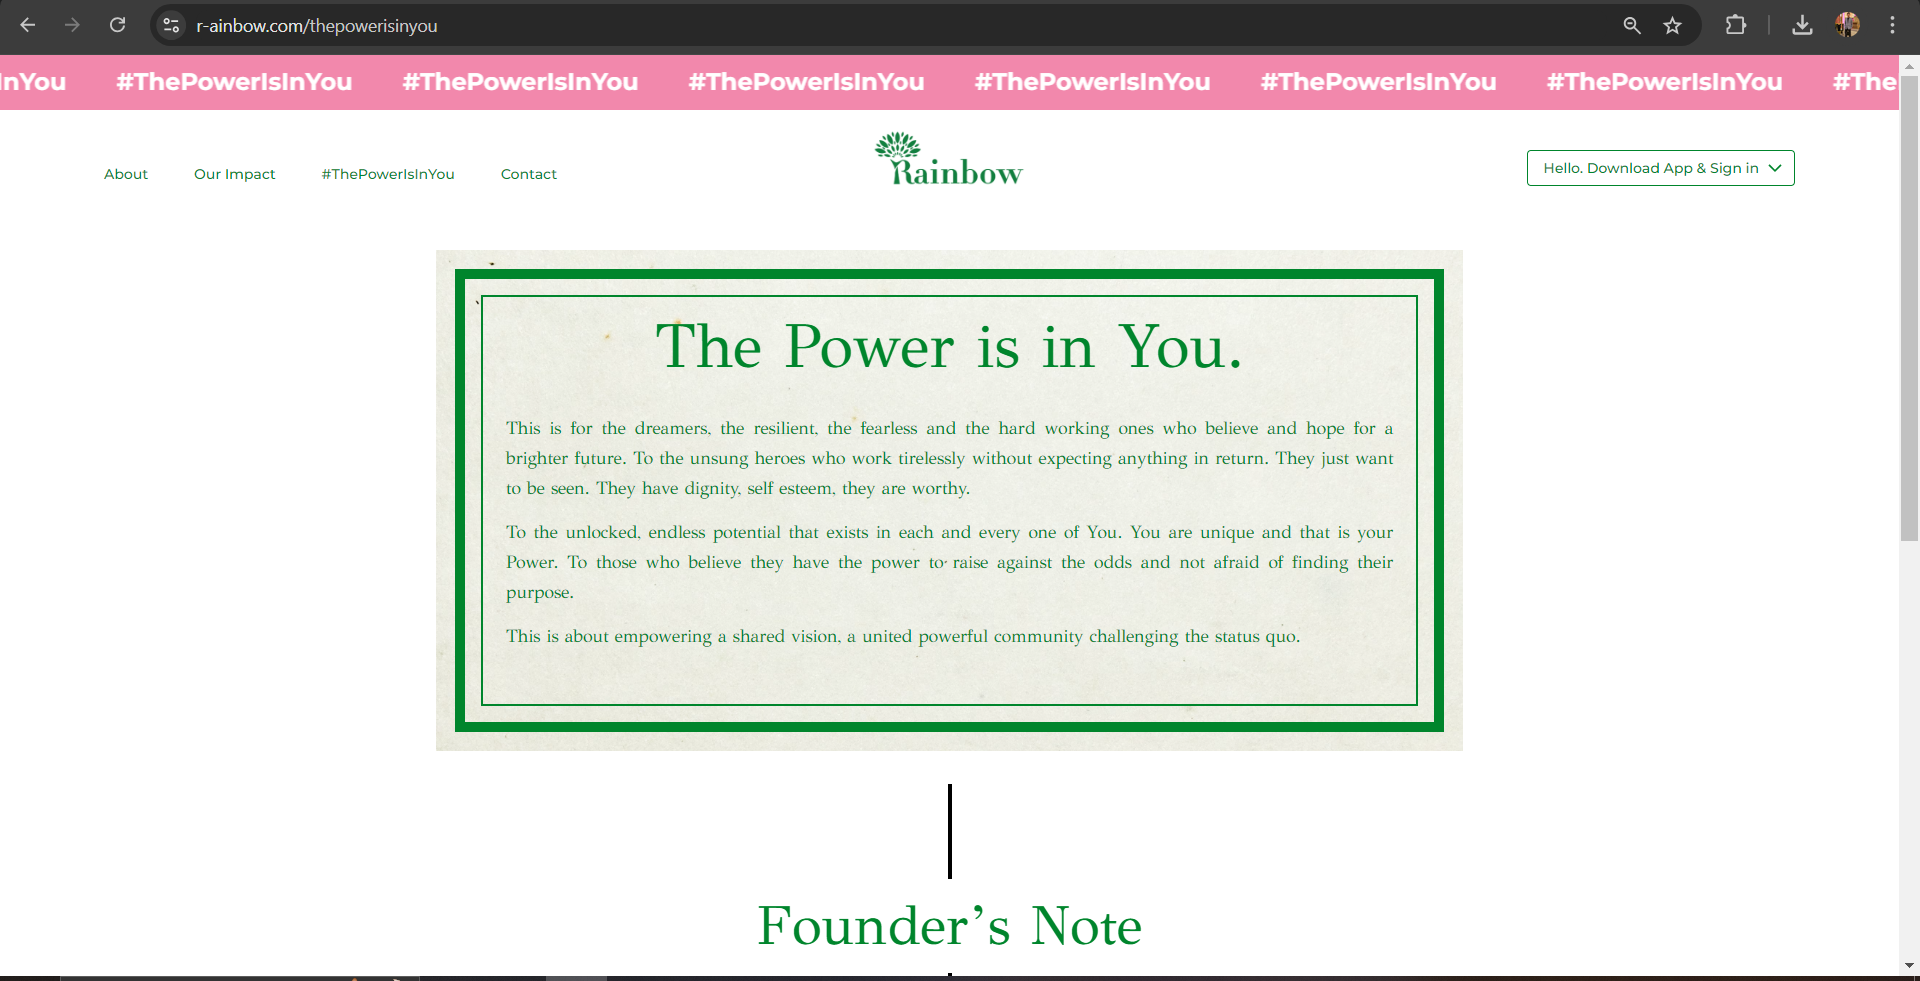 r-ainbow.com/thepowerisinyou
InYou #ThePowerIsInYou #ThePowerIsInYou #ThePowerIsInYou #ThePowerIsInYou #ThePowerIsInYou #ThePowerIsInYou #The
About Our Impact #ThePowerIsInYou Contact
Rainbow
Hello. Download App & Sign in
The Power is in You.
This is for the dreamers, the resilient, the fearless and the hard working ones who believe and hope for a
brighter future. To the unsung heroes who work tirelessly without expecting anything in return. They just want
to be seen. They have dignity, self esteem, they are worthy.
To the unlocked, endless potential that exists in each and every one of You. You are unique and that is your
Power. To those who believe they have the power to raise against the odds and not afraid of finding their
purpose.
This is about empowering a shared vision, a united powerful community challenging the status quo.
Founder’s Note